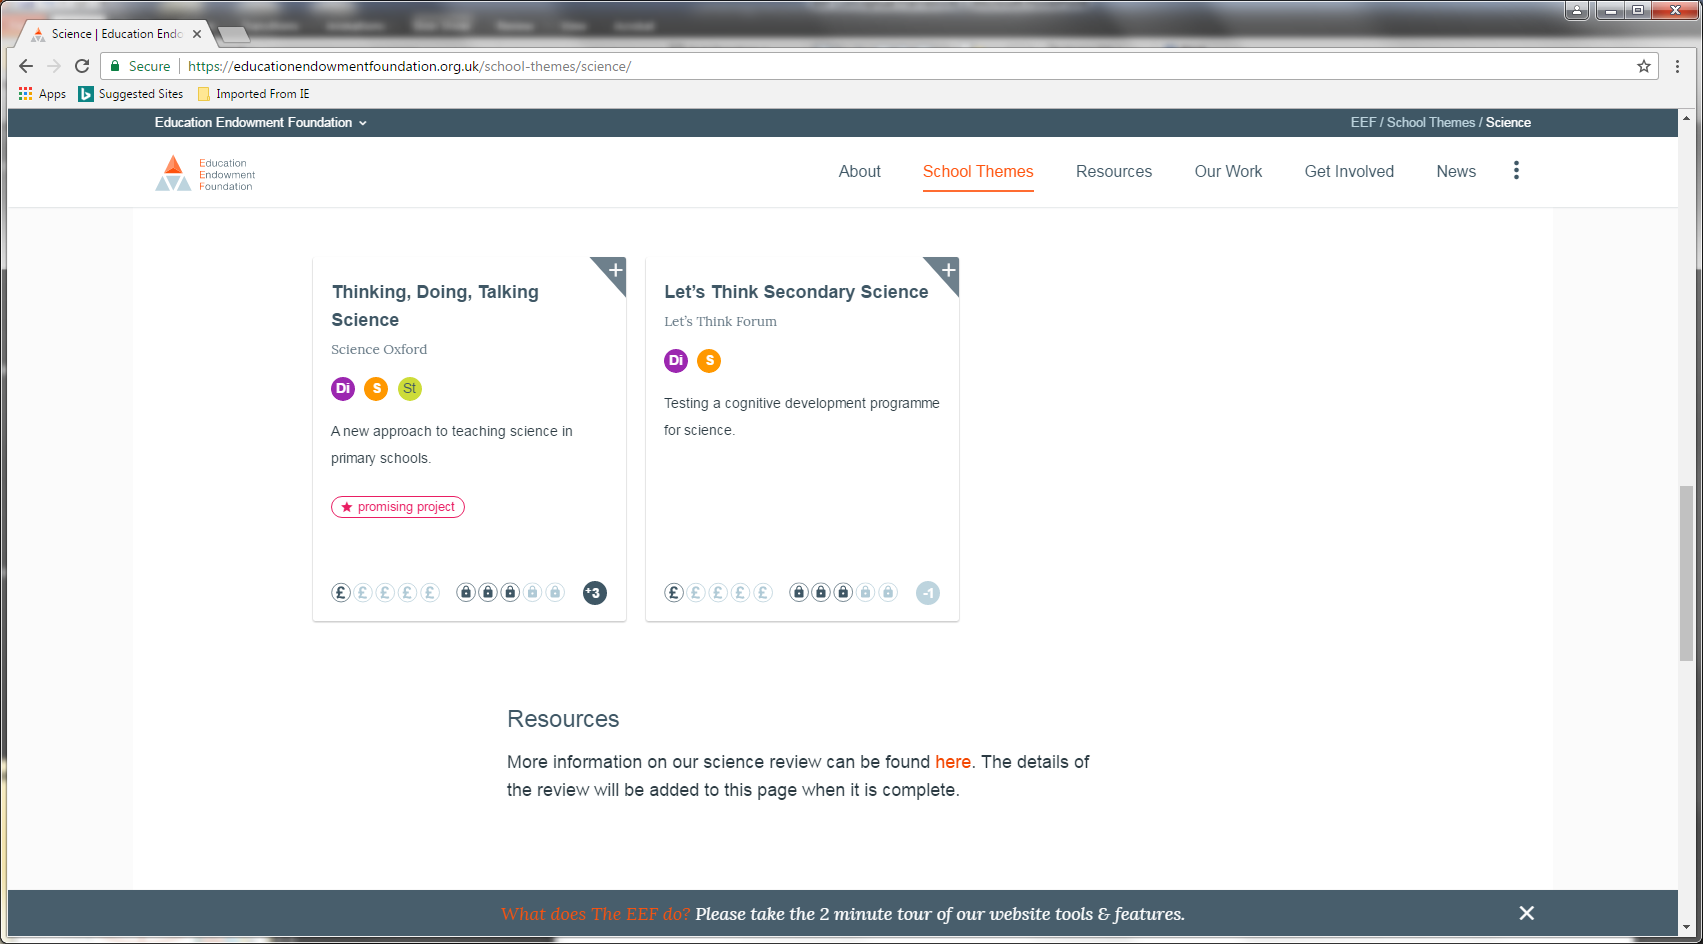 Science | Education Endo
Secure https://educationendowmentfoundation.org.uk/school-themes/science/
Apps Suggested Sites Imported From IE
Education Endowment Foundation EEF / School Themes / Science
Education
Endowment
Foundation
About School Themes Resources Our Work Get Involved News
Thinking, Doing, Talking
Science
Science Oxford
Di S St
A new approach to teaching science in
primary schools.
promising project
£ £ £ £ £ +3
Let's Think Secondary Science
Let's Think Forum
Di S
Testing a cognitive development programme
for science.
£ £ £ £ £ -1
Resources
More information on our science review can be found here. The details of
the review will be added to this page when it is complete.
What does The EEF do? Please take the 2 minute tour of our website tools & features.